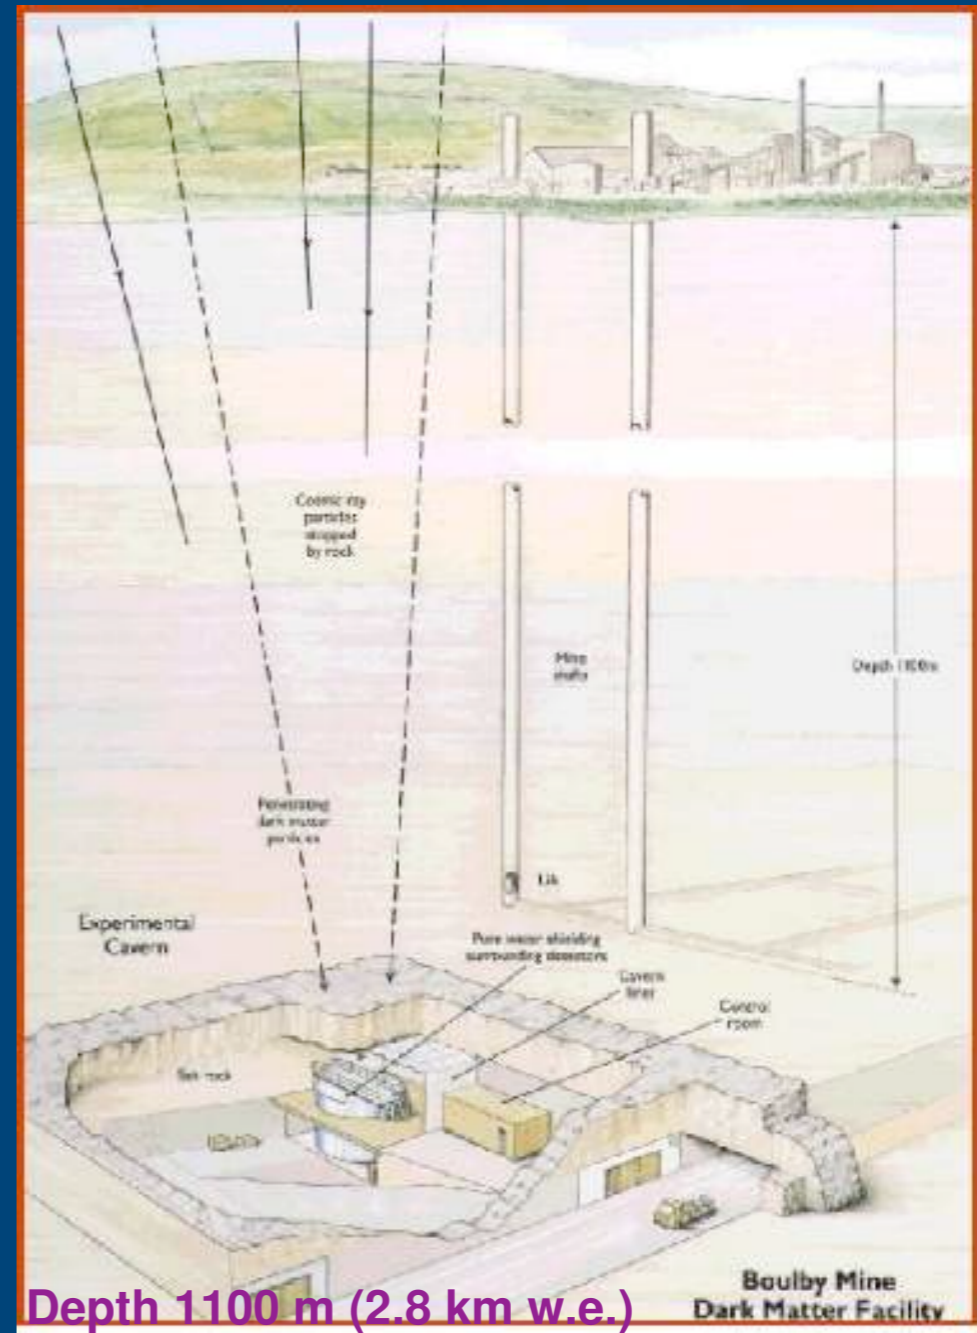 Cosmic ray
particles
stopped
by rock
Mine
shafts
Depth 1100m
Penetrating
dark matter
particles
Lift
Experimental
Cavern
Pure water shielding
surrounding detectors
Cavern
liner
Control
room
Salt rock
Boulby Mine
Dark Matter Facility
Depth 1100 m (2.8 km w.e.)